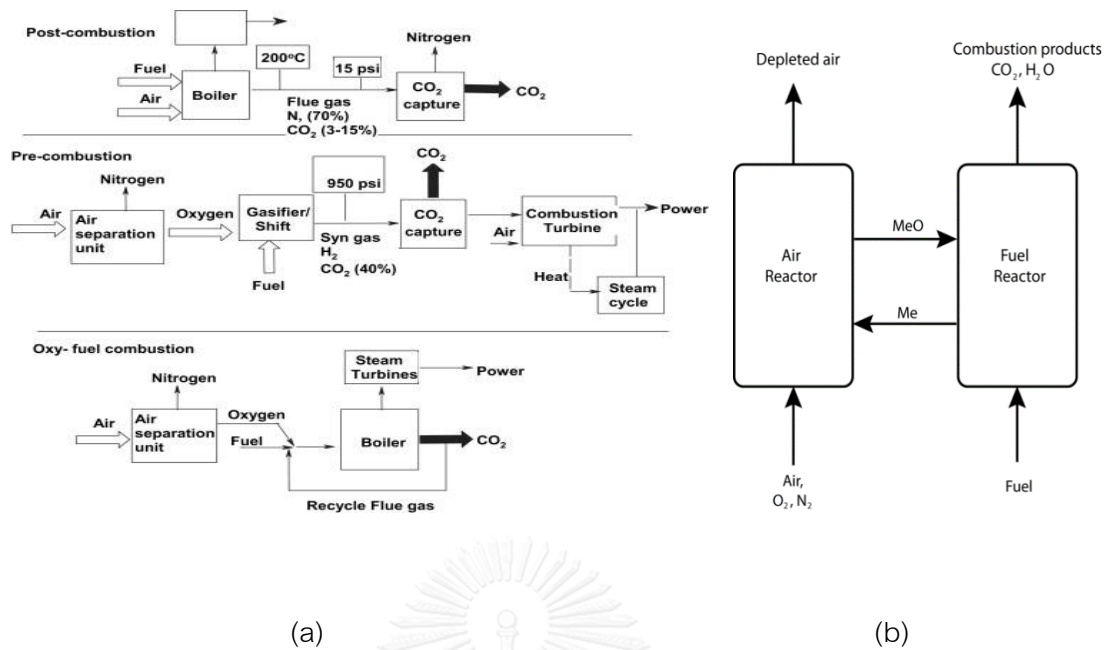 Post-combustion
Fuel
Air
Boiler
200°C
15 psi
Flue gas
N, (70%)
CO₂ (3-15%)
Nitrogen
CO₂
capture
CO₂
Pre-combustion
Air
Nitrogen
Air
separation
unit
Oxygen
Gasifier/
Shift
Fuel
950 psi
Syn gas
H₂
CO₂ (40%)
CO₂
CO₂
capture
Air
Combustion
Turbine
Power
Heat
Steam
cycle
Oxy- fuel combustion
Air
Nitrogen
Air
separation
unit
Oxygen
Fuel
Steam
Turbines
Power
Boiler
CO₂
Recycle Flue gas
(a)
Depleted air
Combustion products
CO₂, H₂ O
Air
Reactor
MeO
Me
Fuel
Reactor
Air,
O₂, N₂
Fuel
(b)